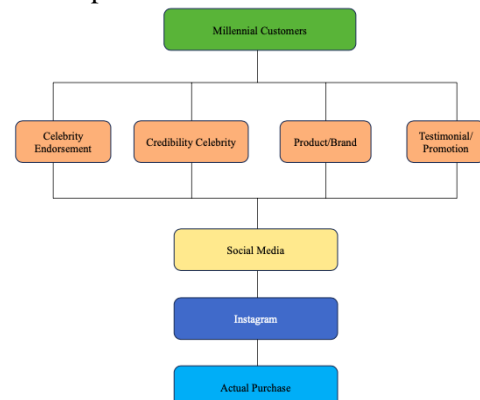 Millennial Customers
Celebrity
Endorsement
Credibility Celebrity
Product/Brand
Testimonial/
Promotion
Social Media
Instagram
Actual Purchase